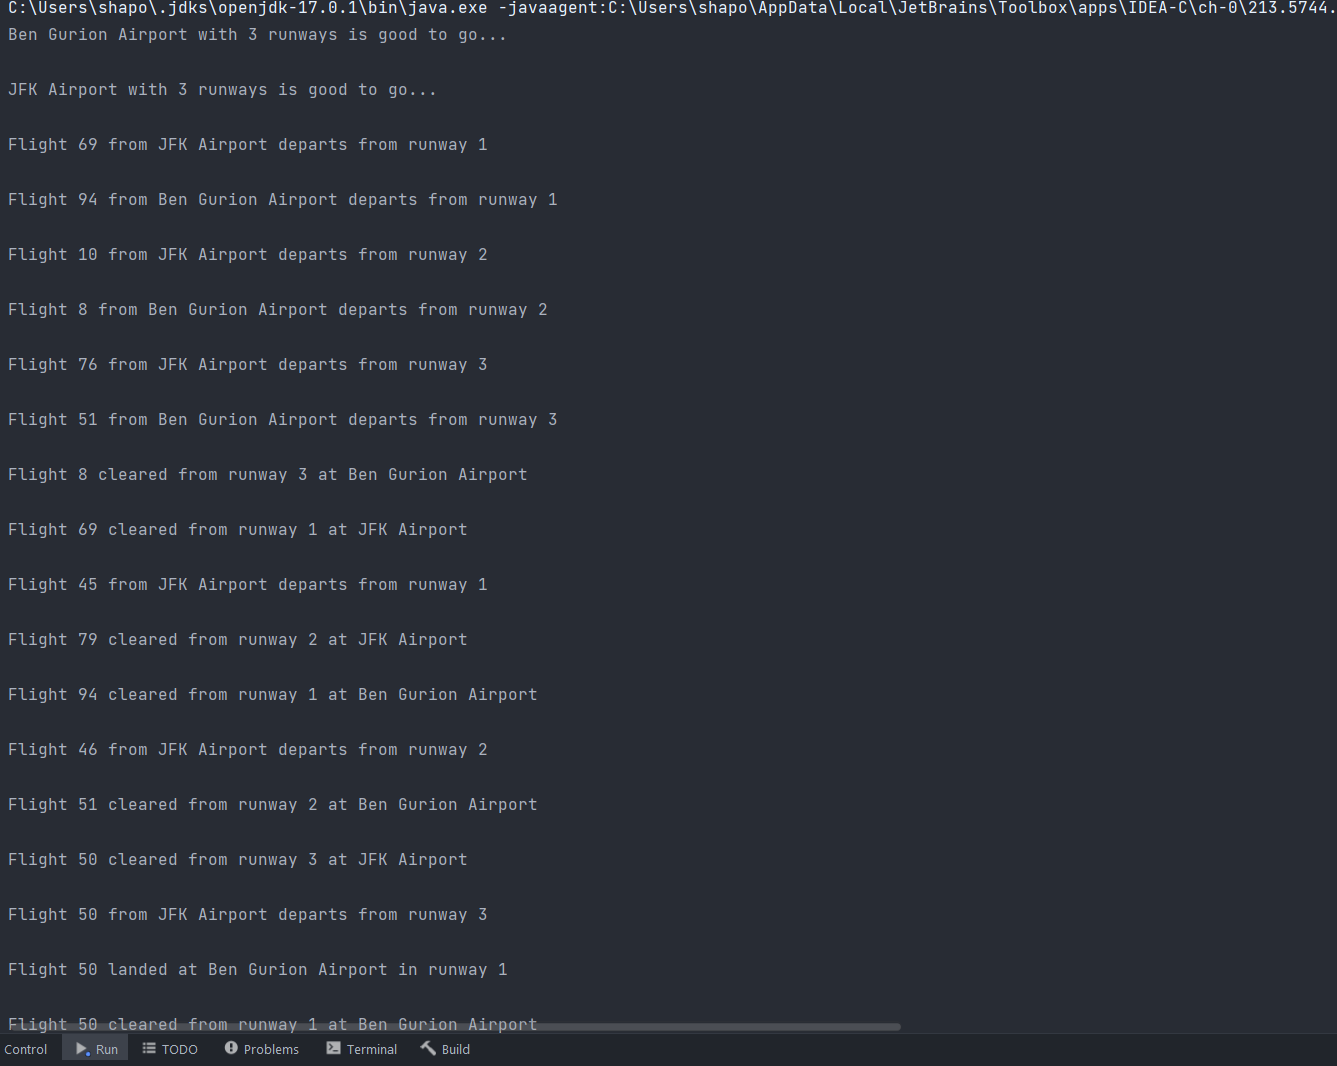 C:\Users\shapo\.jdks\openjdk-17.0.1\bin\java.exe -javaagent:C:\Users\shapo\AppData\Local\JetBrains\Toolbox\apps\IDEA-C\ch-0\213.5744.
Ben Gurion Airport with 3 runways is good to go...
JFK Airport with 3 runways is good to go...
Flight 69 from JFK Airport departs from runway 1
Flight 94 from Ben Gurion Airport departs from runway 1
Flight 10 from JFK Airport departs from runway 2
Flight 8 from Ben Gurion Airport departs from runway 2
Flight 76 from JFK Airport departs from runway 3
Flight 51 from Ben Gurion Airport departs from runway 3
Flight 8 cleared from runway 3 at Ben Gurion Airport
Flight 69 cleared from runway 1 at JFK Airport
Flight 45 from JFK Airport departs from runway 1
Flight 79 cleared from runway 2 at JFK Airport
Flight 94 cleared from runway 1 at Ben Gurion Airport
Flight 46 from JFK Airport departs from runway 2
Flight 51 cleared from runway 2 at Ben Gurion Airport
Flight 50 cleared from runway 3 at JFK Airport
Flight 50 from JFK Airport departs from runway 3
Flight 50 landed at Ben Gurion Airport in runway 1
Flight 50 cleared from runway 1 at Ben Gurion Airport
Control Run TODO Problems Terminal Build